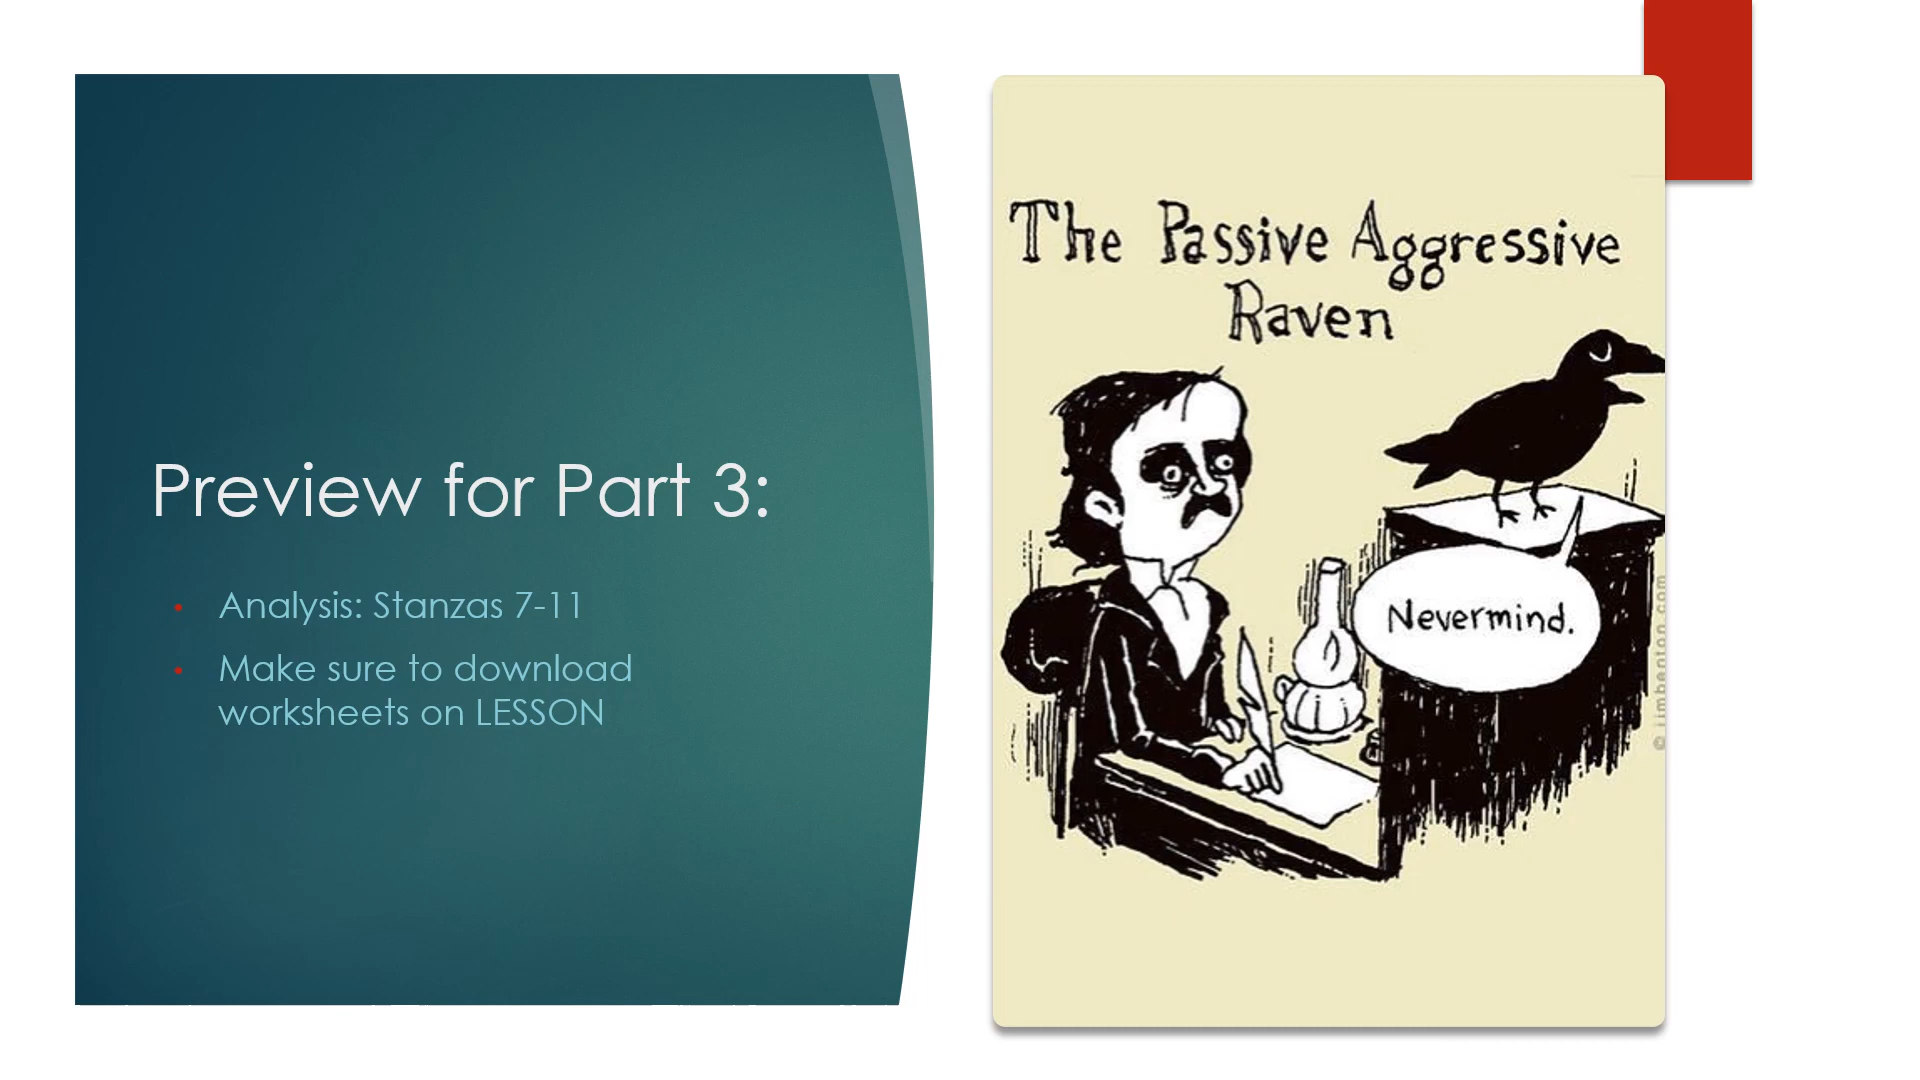 Preview for Part 3:
• Analysis: Stanzas 7-11
• Make sure to download
worksheets on LESSON
The Passive Aggressive
Raven
Nevermind.
© jimbenton.com